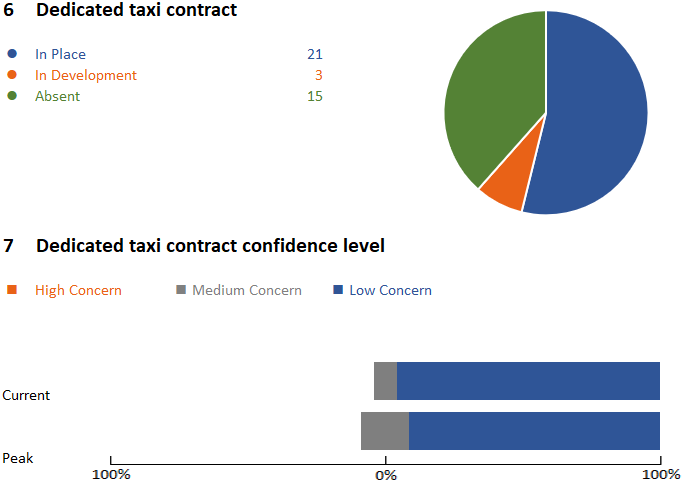 6 Dedicated taxi contract
In Place 21
In Development 3
Absent 15
7 Dedicated taxi contract confidence level
High Concern Medium Concern Low Concern
Current
Peak
100% 0% 100%